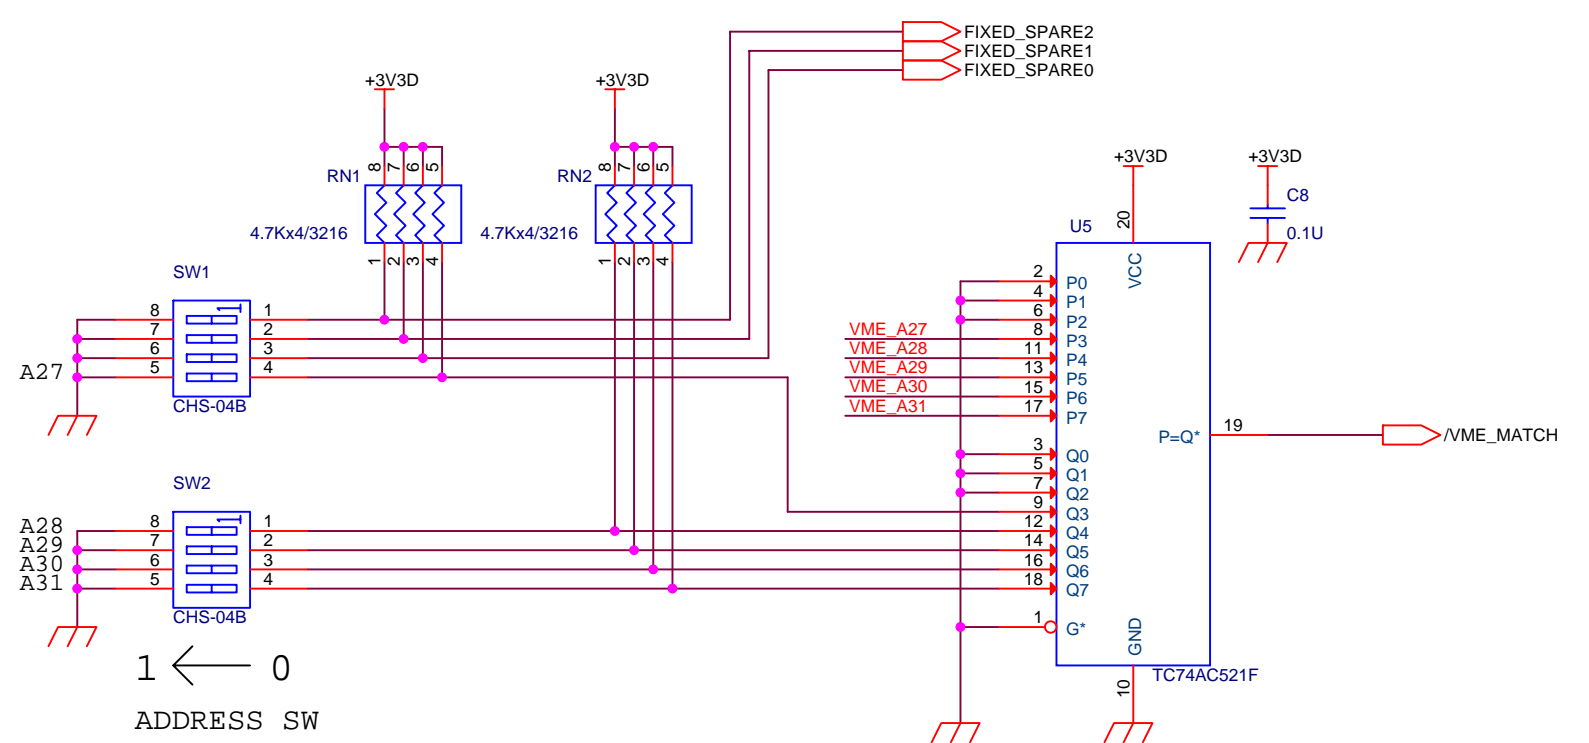 FIXED_SPARE2
FIXED_SPARE1
FIXED_SPARE0
+3V3D
+3V3D
8 7 6 5
RN1
4.7Kx4/3216
1 2 3 4
8 7 6 5
RN2
4.7Kx4/3216
1 2 3 4
+3V3D
+3V3D
C8
0.1U
SW1
8 1
7 2
6 3
A27 5 4
CHS-04B
SW2
A28 8 1
A29 7 2
A30 6 3
A31 5 4
CHS-04B
1 0
ADDRESS SW
U5
20
VCC
2 P0
4 P1
6 P2
VME_A27 8 P3
VME_A28 11 P4
VME_A29 13 P5
VME_A30 15 P6
VME_A31 17 P7
P=Q* 19 /VME_MATCH
3 Q0
5 Q1
7 Q2
9 Q3
12 Q4
14 Q5
16 Q6
18 Q7
1 G*
GND
10
TC74AC521F